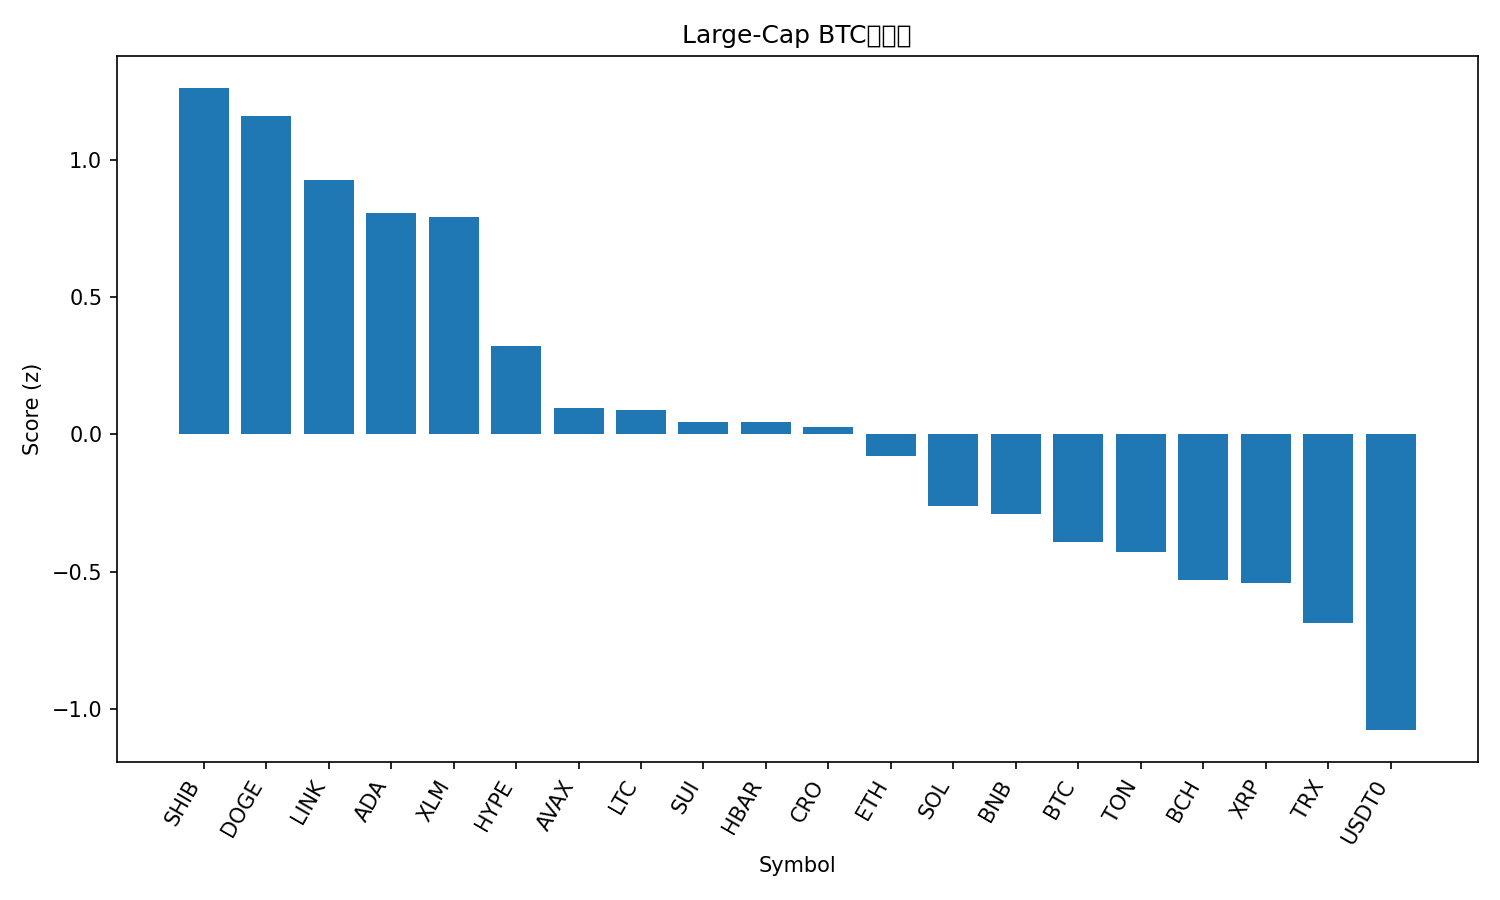 Large-Cap BTC
1.0
0.5
0.0
−0.5
−1.0
Score (z)
SHIB
DOGE
LINK
ADA
XLM
HYPE
AVAX
LTC
SUI
HBAR
CRO
ETH
SOL
BNB
BTC
TON
BCH
XRP
TRX
USDT0
Symbol